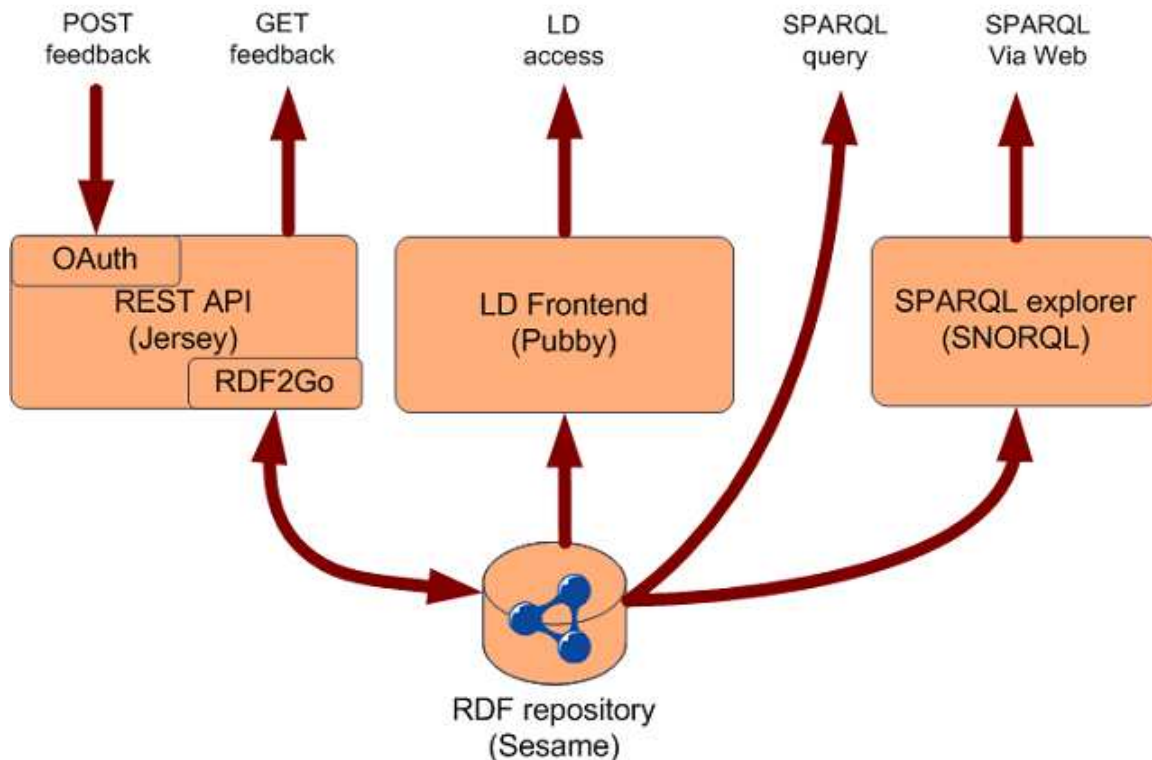 POST
feedback
GET
feedback
LD
access
SPARQL
query
SPARQL
Via Web
OAuth
REST API
(Jersey)
RDF2Go
LD Frontend
(Pubby)
SPARQL explorer
(SNORQL)
RDF repository
(Sesame)